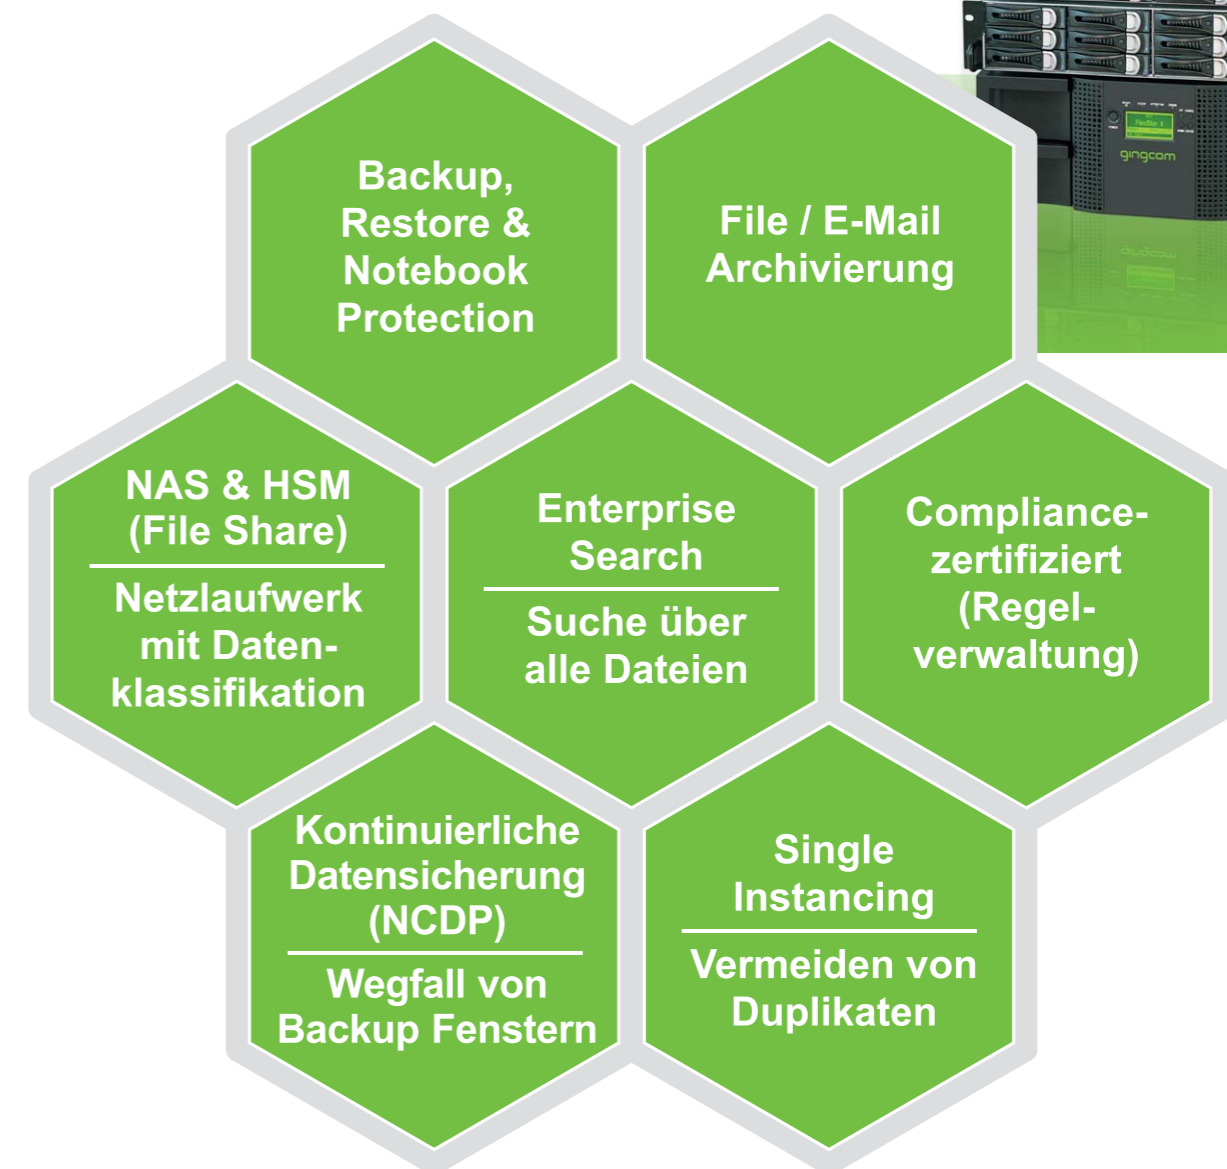 Backup,
Restore &
Notebook
Protection
File / E-Mail
Archivierung
gingcom
NAS & HSM
(File Share)
Netzlaufwerk
mit Daten-
klassifikation
Enterprise
Search
Suche über
alle Dateien
Compliance-
zertifiziert
(Regel-
verwaltung)
Kontinuierliche
Datensicherung
(NCDP)
Wegfall von
Backup Fenstern
Single
Instancing
Vermeiden von
Duplikaten